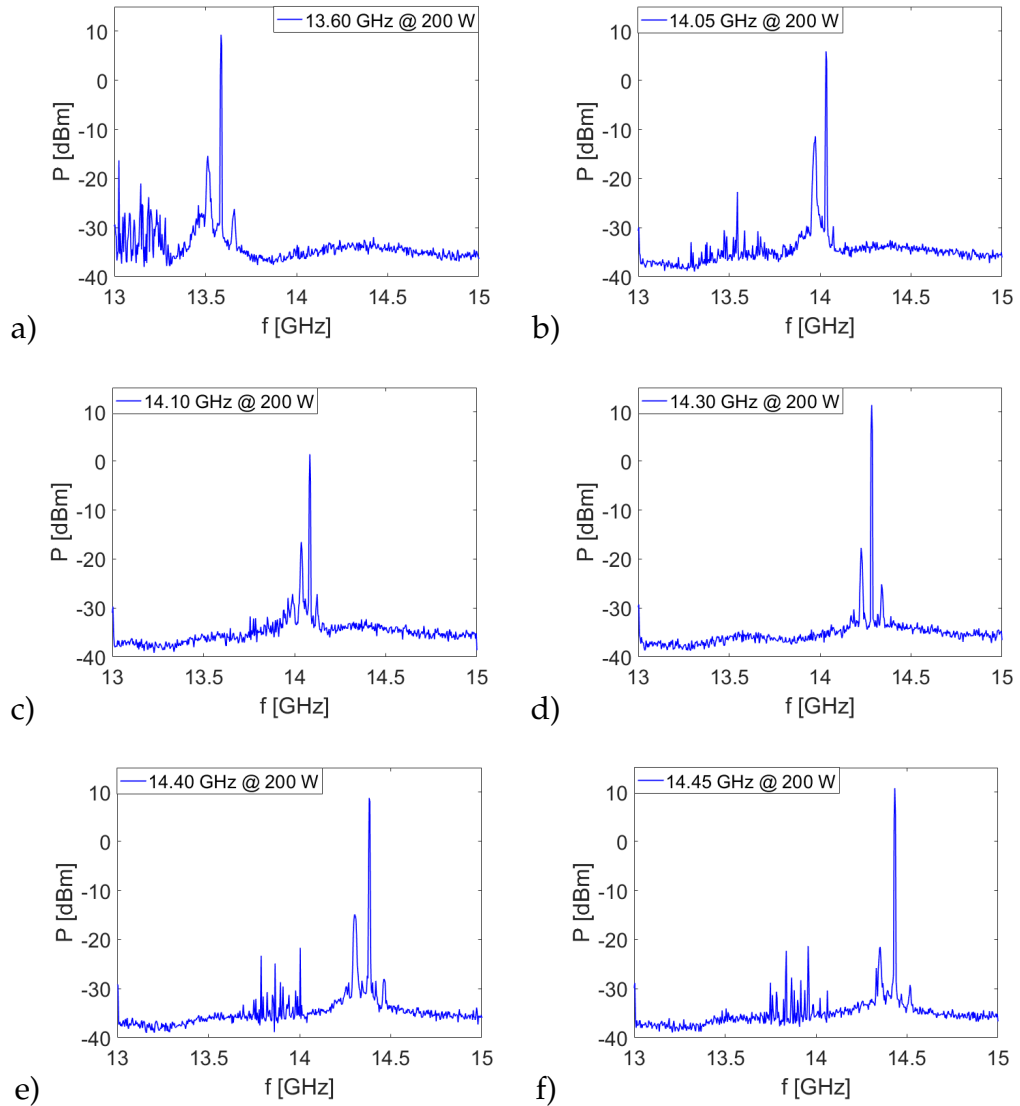 13.60 GHz @ 200 W
P [dBm]
10
0
-10
-20
-30
-40
13
13.5
14
14.5
15
f [GHz]
a)
14.05 GHz @ 200 W
P [dBm]
10
0
-10
-20
-30
-40
13
13.5
14
14.5
15
f [GHz]
b)
14.10 GHz @ 200 W
P [dBm]
10
0
-10
-20
-30
-40
13
13.5
14
14.5
15
f [GHz]
c)
14.30 GHz @ 200 W
P [dBm]
10
0
-10
-20
-30
-40
13
13.5
14
14.5
15
f [GHz]
d)
14.40 GHz @ 200 W
P [dBm]
10
0
-10
-20
-30
-40
13
13.5
14
14.5
15
f [GHz]
e)
14.45 GHz @ 200 W
P [dBm]
10
0
-10
-20
-30
-40
13
13.5
14
14.5
15
f [GHz]
f)